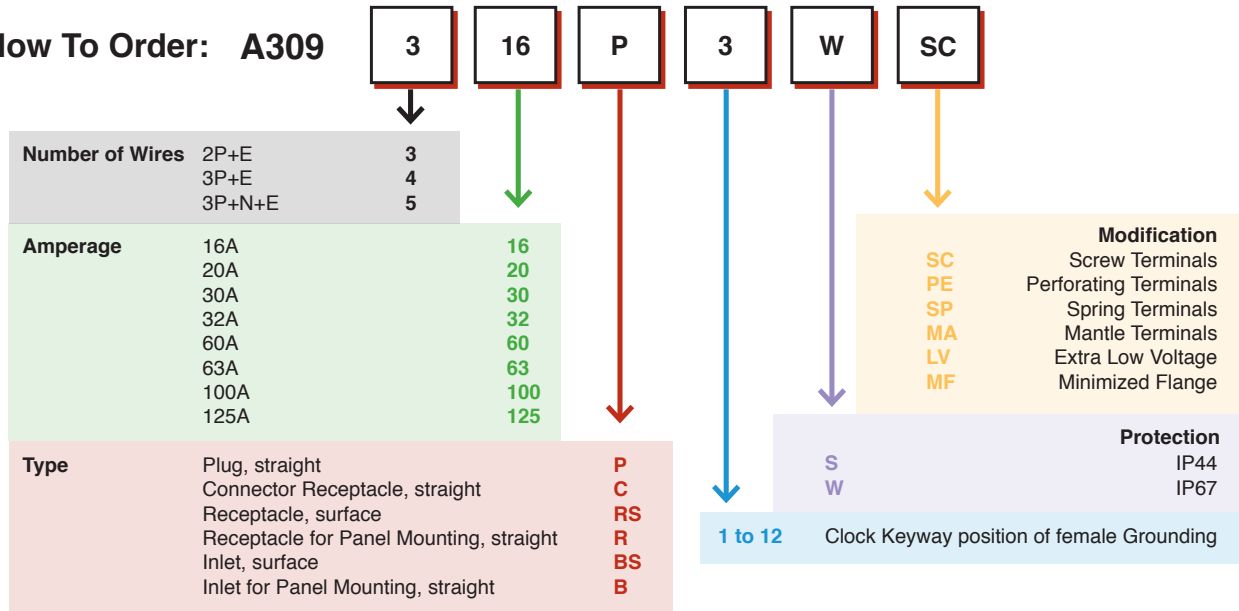 low To Order: A309 3 16 P 3 W SC
Number of Wires 2P+E 3
3P+E 4
3P+N+E 5
Amperage 16A 16
20A 20
30A 30
32A 32
60A 60
63A 63
100A 100
125A 125
Modification
SC Screw Terminals
PE Perforating Terminals
SP Spring Terminals
MA Mantle Terminals
LV Extra Low Voltage
MF Minimized Flange
Protection
S IP44
W IP67
Type Plug, straight P
Connector Receptacle, straight C
Receptacle, surface RS
Receptacle for Panel Mounting, straight R
Inlet, surface BS
Inlet for Panel Mounting, straight B
1 to 12 Clock Keyway position of female Grounding